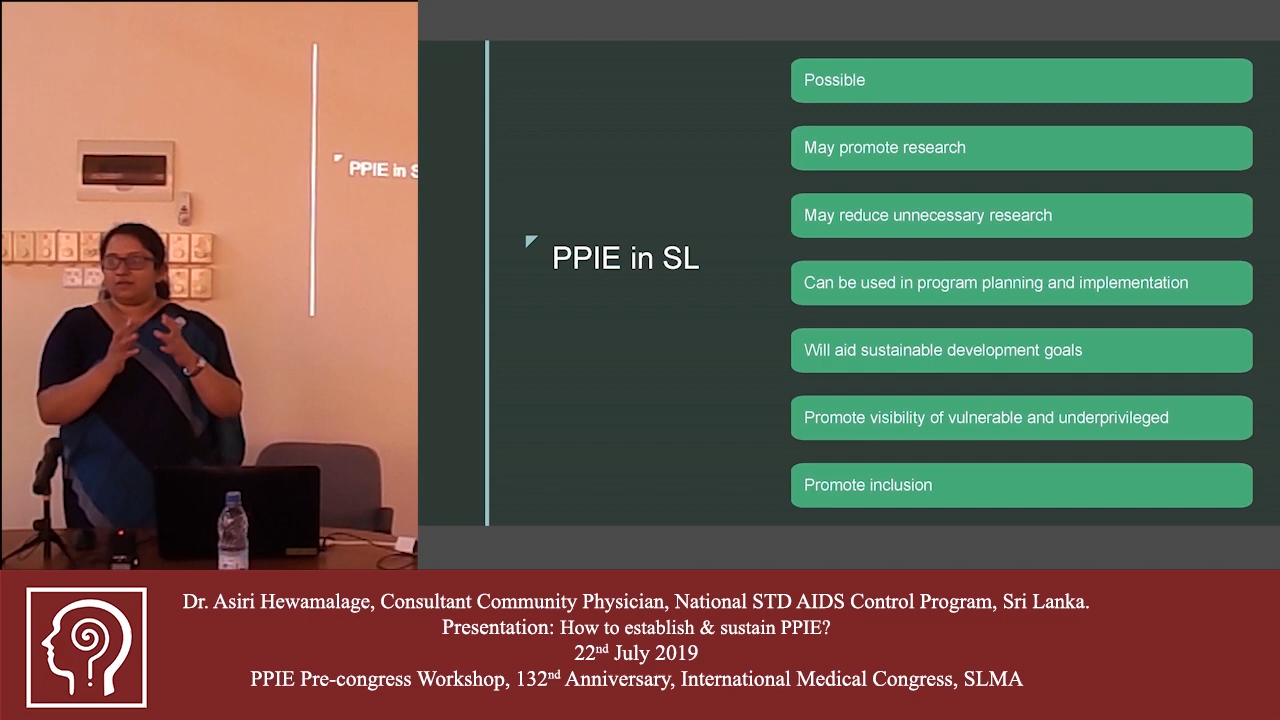 PPIE in S
PPIE in SL
Possible
May promote research
May reduce unnecessary research
Can be used in program planning and implementation
Will aid sustainable development goals
Promote visibility of vulnerable and underprivileged
Promote inclusion
Dr. Asiri Hewamalage, Consultant Community Physician, National STD AIDS Control Program, Sri Lanka.
Presentation: How to establish & sustain PPIE?
22nd July 2019
PPIE Pre-congress Workshop, 132nd Anniversary, International Medical Congress, SLMA